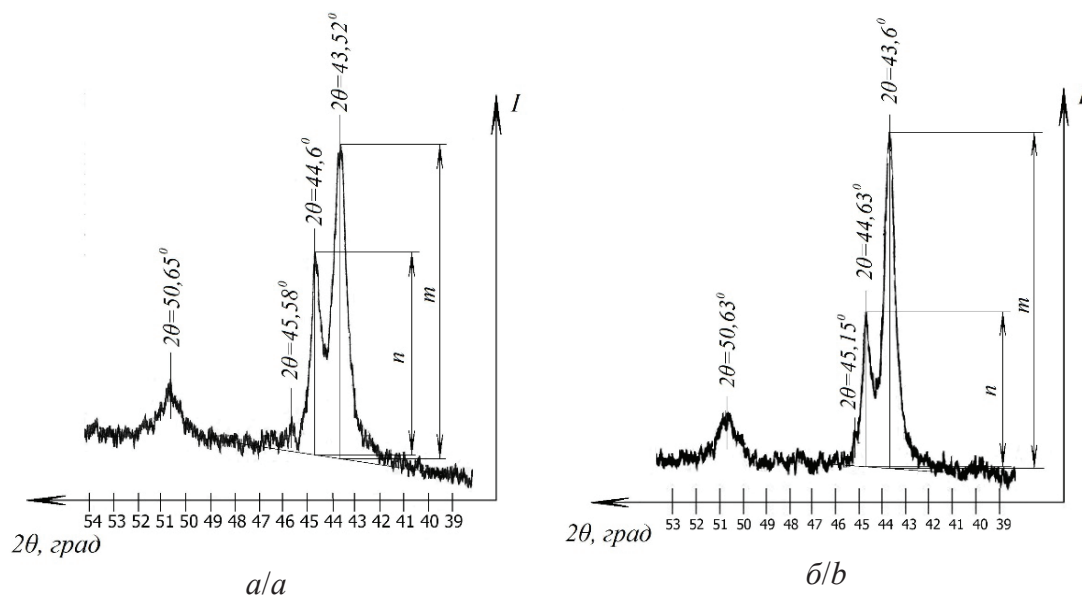 I
2θ=43,52⁰
2θ=44,6⁰
2θ=45,58⁰
2θ=50,65⁰
m
n
54 53 52 51 50 49 48 47 46 45 44 43 42 41 40 39
2θ, град
а/a
2θ=43,6⁰
2θ=44,63⁰
2θ=45,15⁰
2θ=50,63⁰
m
n
53 52 51 50 49 48 47 46 45 44 43 42 41 40 39
2θ, град
б/b